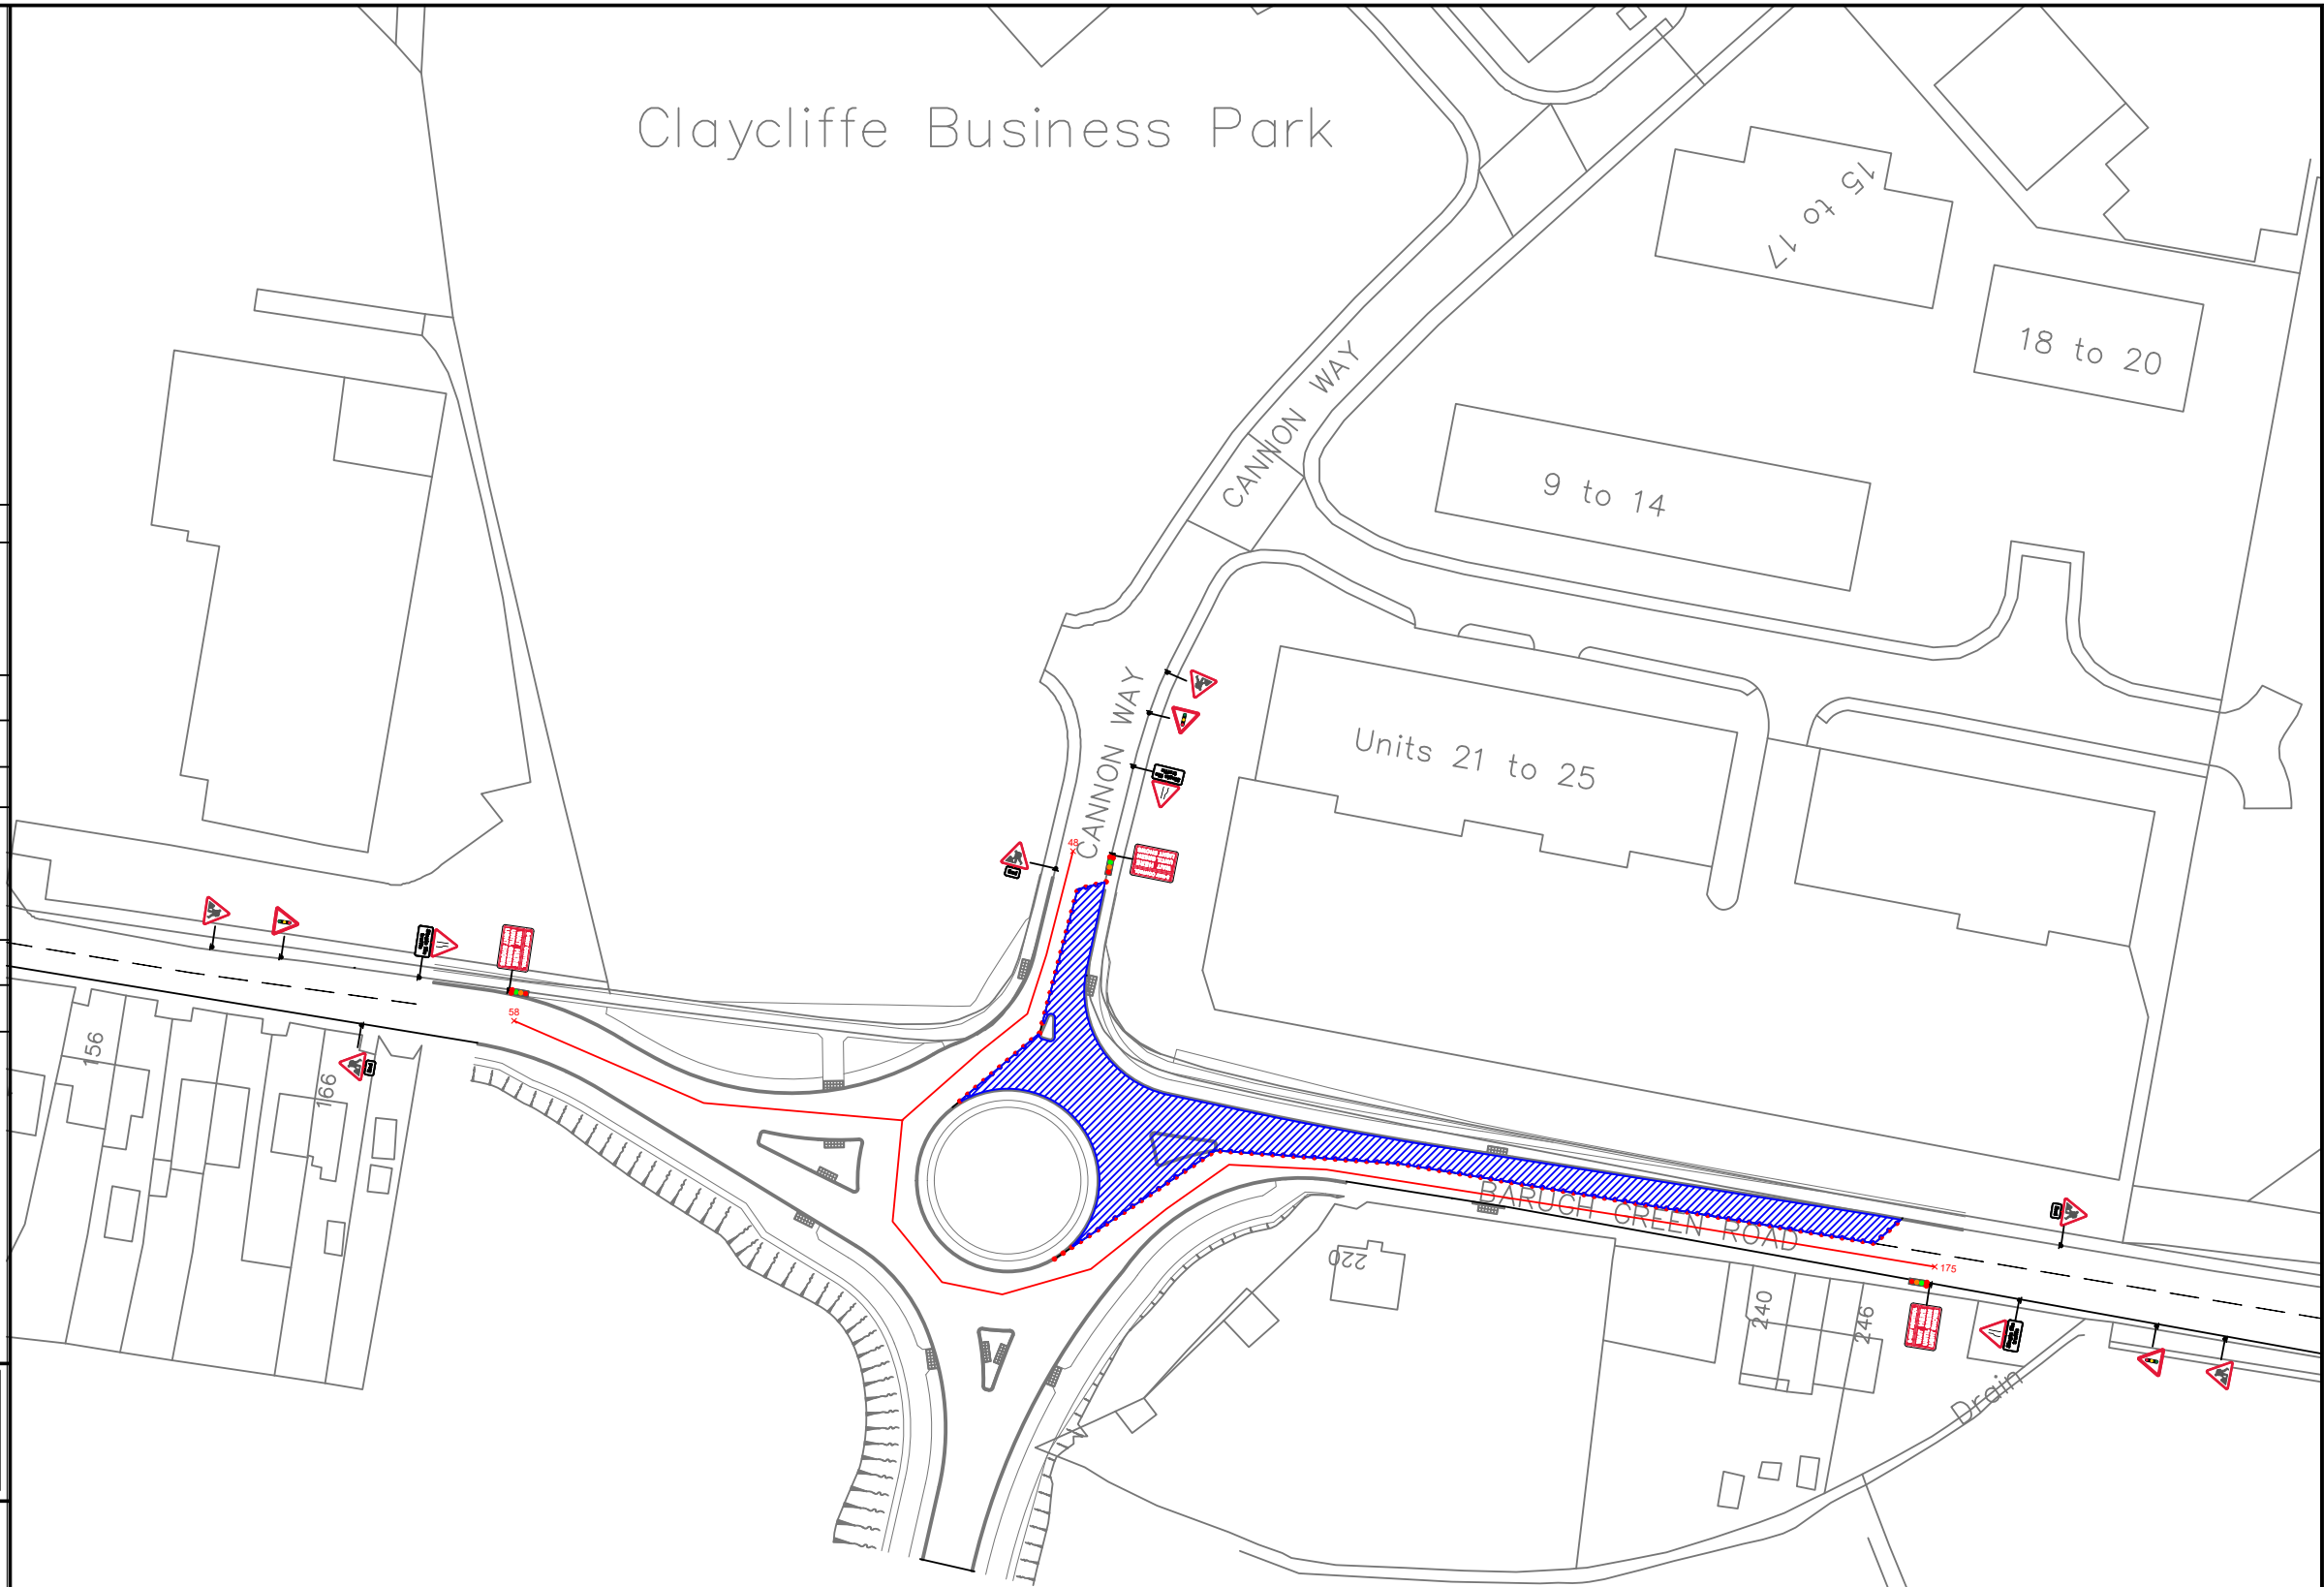 Claycliffe Business Park
15 to 17
18 to 20
CANNON WAY
9 to 14
CANNON WAY
Units 21 to 25
48
58
156
166
BARUGH GREEN ROAD
175
220
240
246
Drain